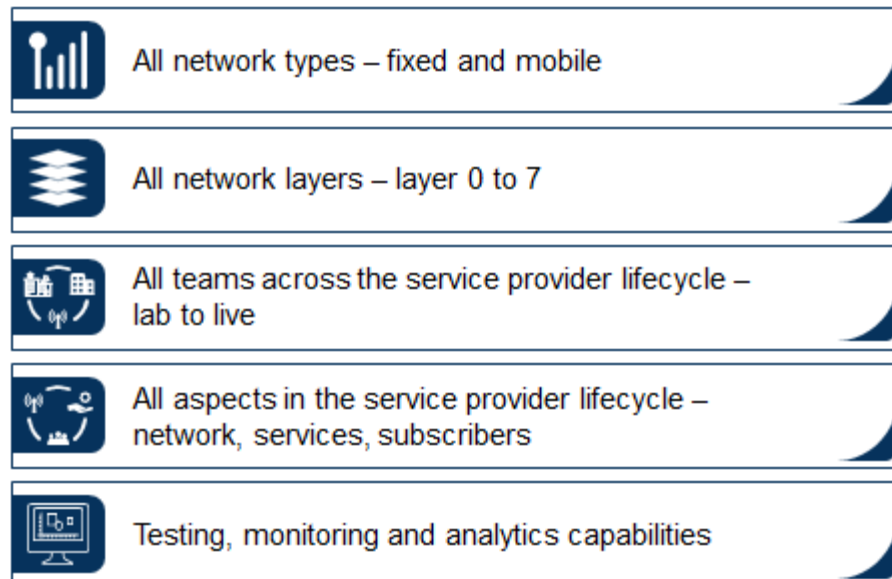 All network types – fixed and mobile
All network layers – layer 0 to 7
All teams across the service provider lifecycle –
lab to live
All aspects in the service provider lifecycle –
network, services, subscribers
Testing, monitoring and analytics capabilities